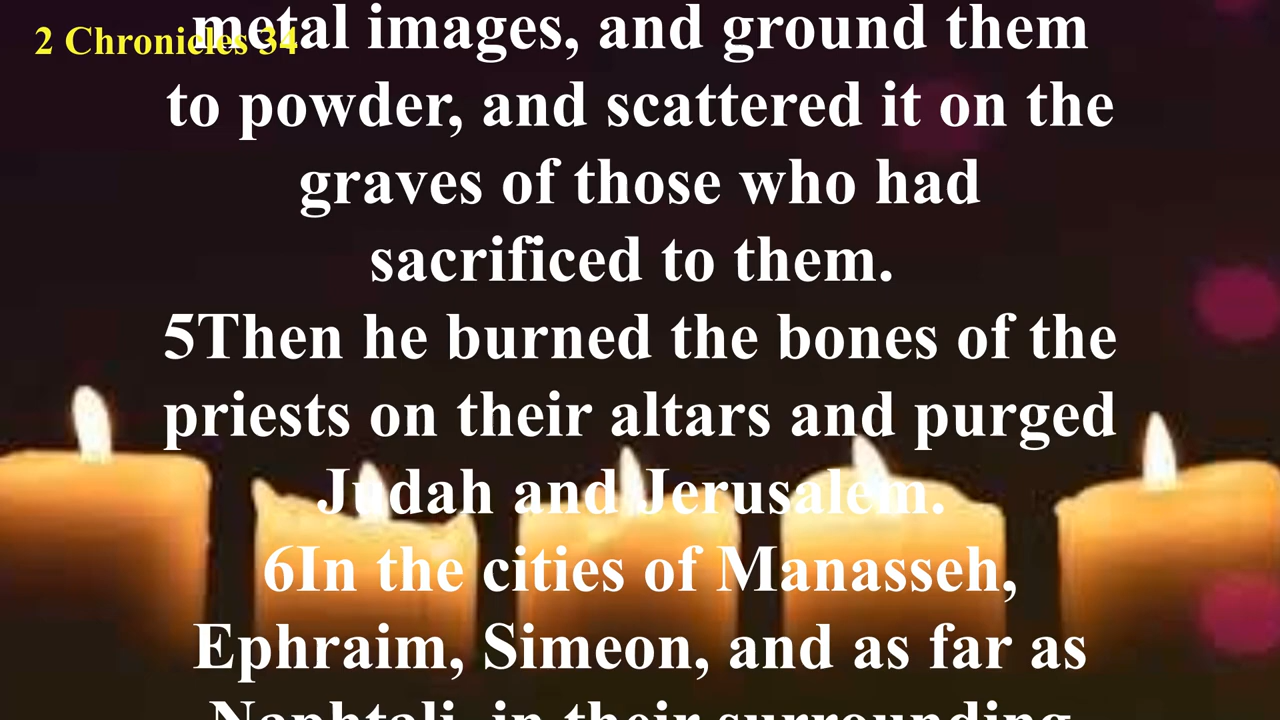 2 Chronicles 34
metal images, and ground them
to powder, and scattered it on the
graves of those who had
sacrificed to them.
5Then he burned the bones of the
priests on their altars and purged
Judah and Jerusalem.
6In the cities of Manasseh,
Ephraim, Simeon, and as far as
Naphtali, in their surrounding